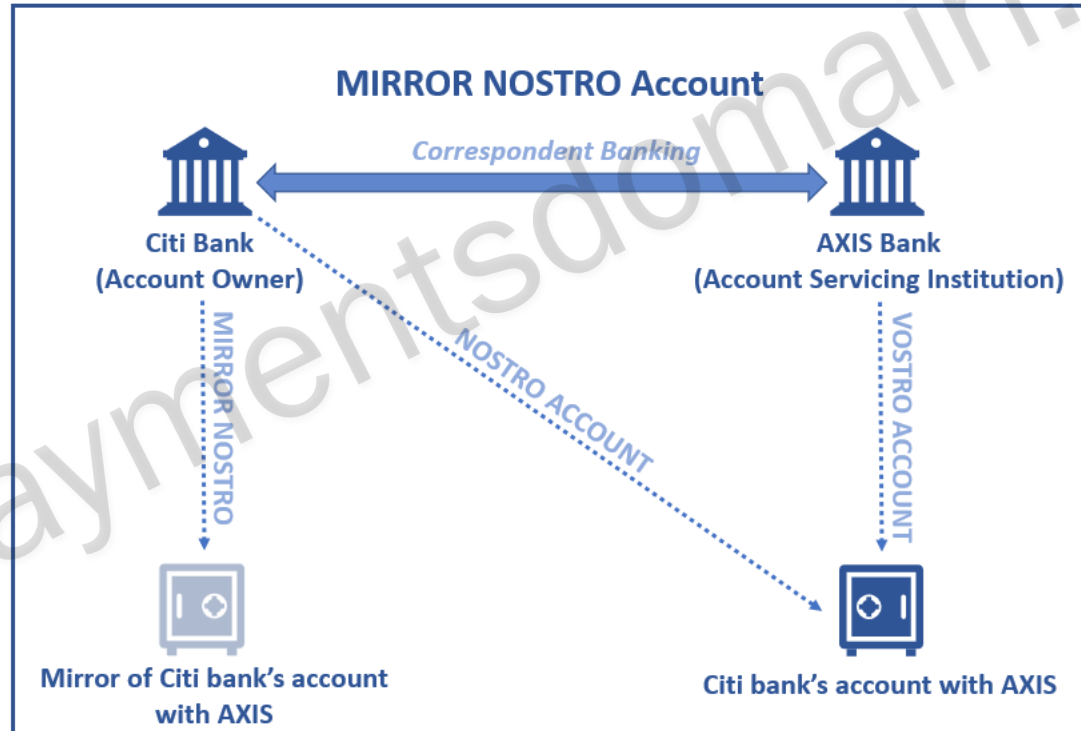 MIRROR NOSTRO Account
Correspondent Banking
Citi Bank
(Account Owner)
AXIS Bank
(Account Servicing Institution)
MIRROR NOSTRO
NOSTRO ACCOUNT
VOSTRO ACCOUNT
Mirror of Citi bank's account
with AXIS
Citi bank's account with AXIS
aymentsdomain.